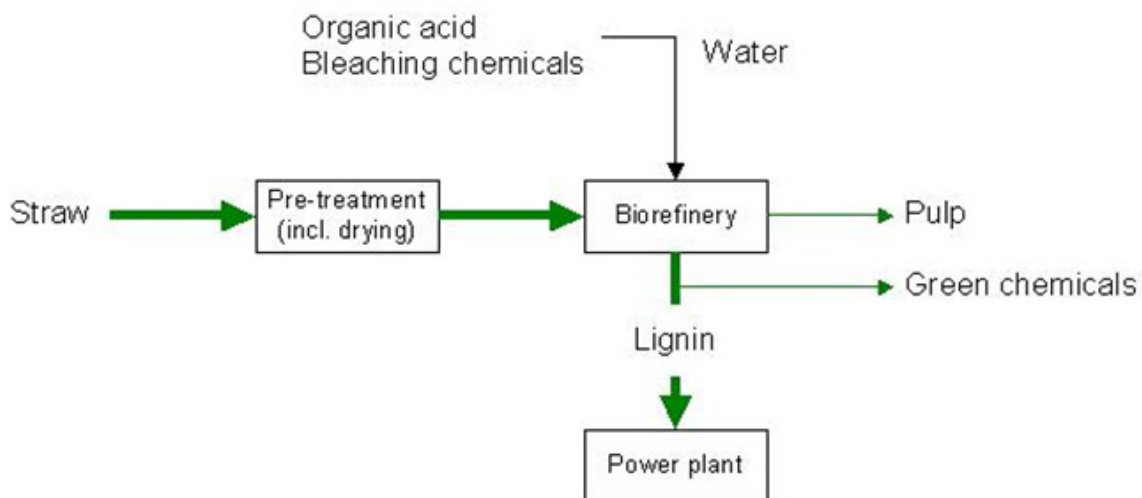 Organic acid
Bleaching chemicals
Water
Straw
Pre-treatment
(incl. drying)
Biorefinery
Pulp
Green chemicals
Lignin
Power plant